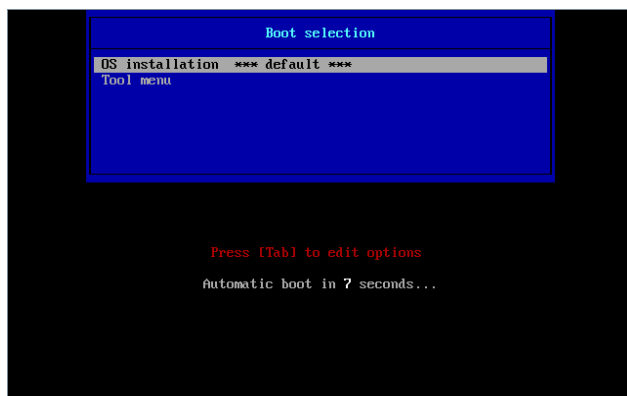 Boot selection
OS installation *** default ***
Tool menu
Press [Tab] to edit options
Automatic boot in 7 seconds...